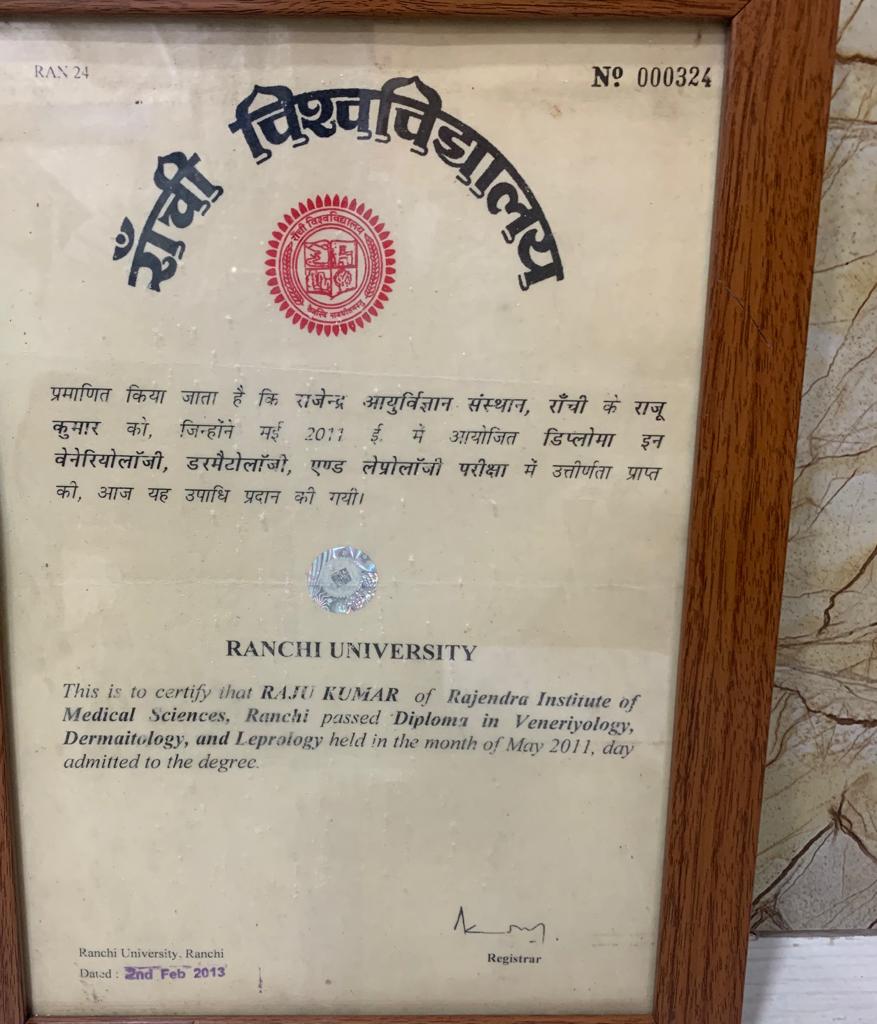 RAN 24
Nº 000324
राँची विश्वविद्यालय
राँची विश्वविद्यालय
प्रमाणित किया जाता है कि राजेन्द्र आयुर्विज्ञान संस्थान, राँची के राजू
कुमार को, जिन्होंने मई 2011 ई. में आयोजित डिप्लोमा इन
वेनेरियोलॉजी, डरमैटोलॉजी, एण्ड लेप्रोलॉजी परीक्षा में उत्तीर्णता प्राप्त
की, आज यह उपाधि प्रदान की गयी।
RANCHI UNIVERSITY
This is to certify that RAJU KUMAR of Rajendra Institute of
Medical Sciences, Ranchi passed Diploma in Veneriyology,
Dermaitology, and Leprology held in the month of May 2011, day
admitted to the degree.
Ranchi University, Ranchi
Dated : 2nd Feb 2013
Registrar